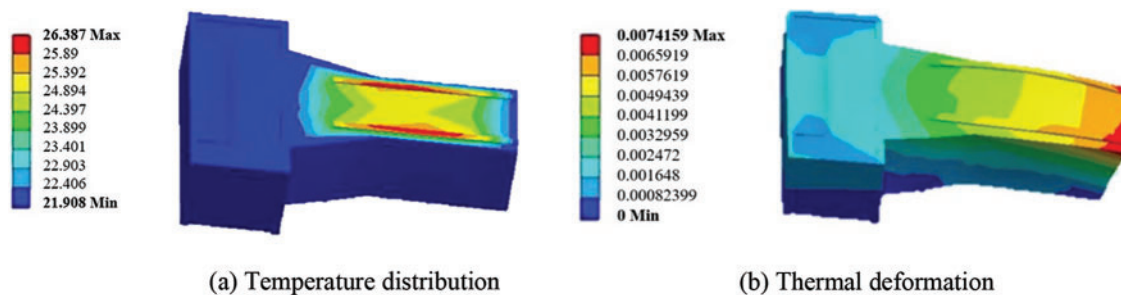 26.387 Max
25.89
25.392
24.894
24.397
23.899
23.401
22.903
22.406
21.908 Min
(a) Temperature distribution
0.0074159 Max
0.0065919
0.0057619
0.0049439
0.0041199
0.0032959
0.002472
0.001648
0.00082399
0 Min
(b) Thermal deformation